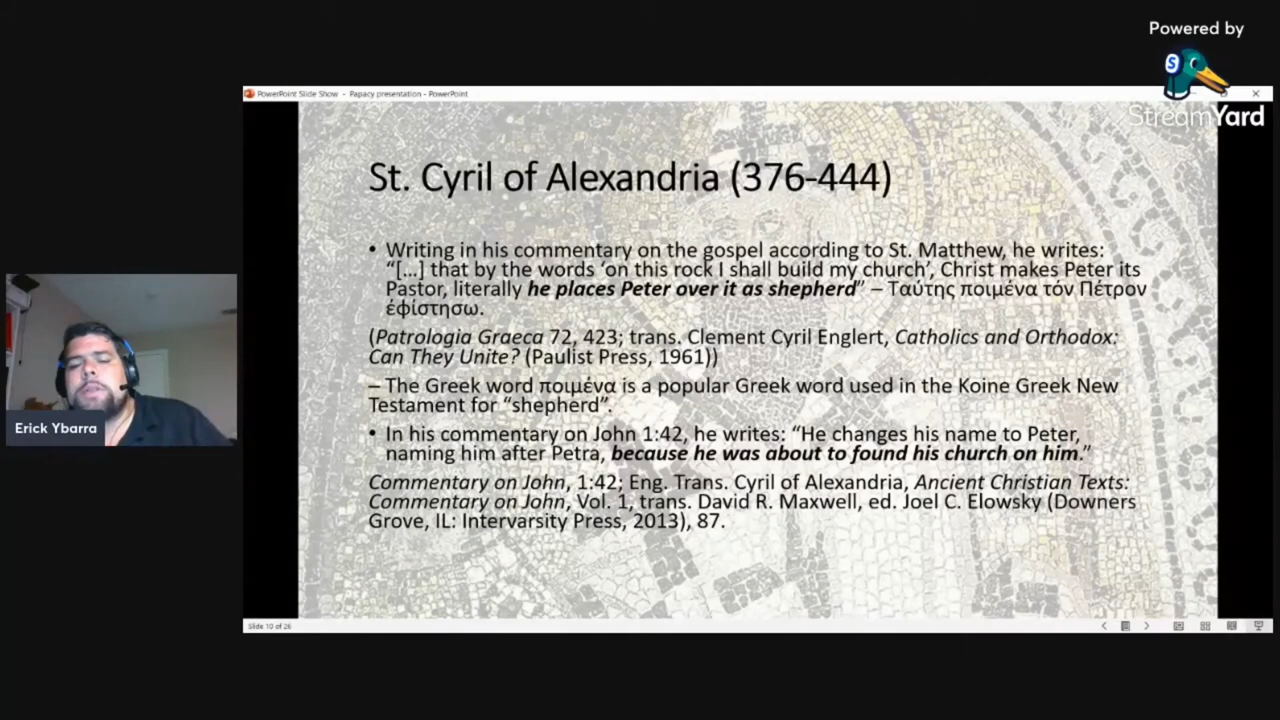 Powered by
StreamYard
PowerPoint Slide Show - Papacy presentation - PowerPoint
St. Cyril of Alexandria (376-444)
• Writing in his commentary on the gospel according to St. Matthew, he writes:
“[…] that by the words ‘on this rock I shall build my church’, Christ makes Peter its
Pastor, literally he places Peter over it as shepherd” – Ταύτης ποιμένα τόν Πέτρον
έφίστησω.
(Patrologia Graeca 72, 423; trans. Clement Cyril Englert, Catholics and Orthodox:
Can They Unite? (Paulist Press, 1961))
– The Greek word ποιμένα is a popular Greek word used in the Koine Greek New
Testament for “shepherd”.
• In his commentary on John 1:42, he writes: “He changes his name to Peter,
naming him after Petra, because he was about to found his church on him.”
Commentary on John, 1:42; Eng. Trans. Cyril of Alexandria, Ancient Christian Texts:
Commentary on John, Vol. 1, trans. David R. Maxwell, ed. Joel C. Elowsky (Downers
Grove, IL: Intervarsity Press, 2013), 87.
Erick Ybarra
Slide 10 of 26